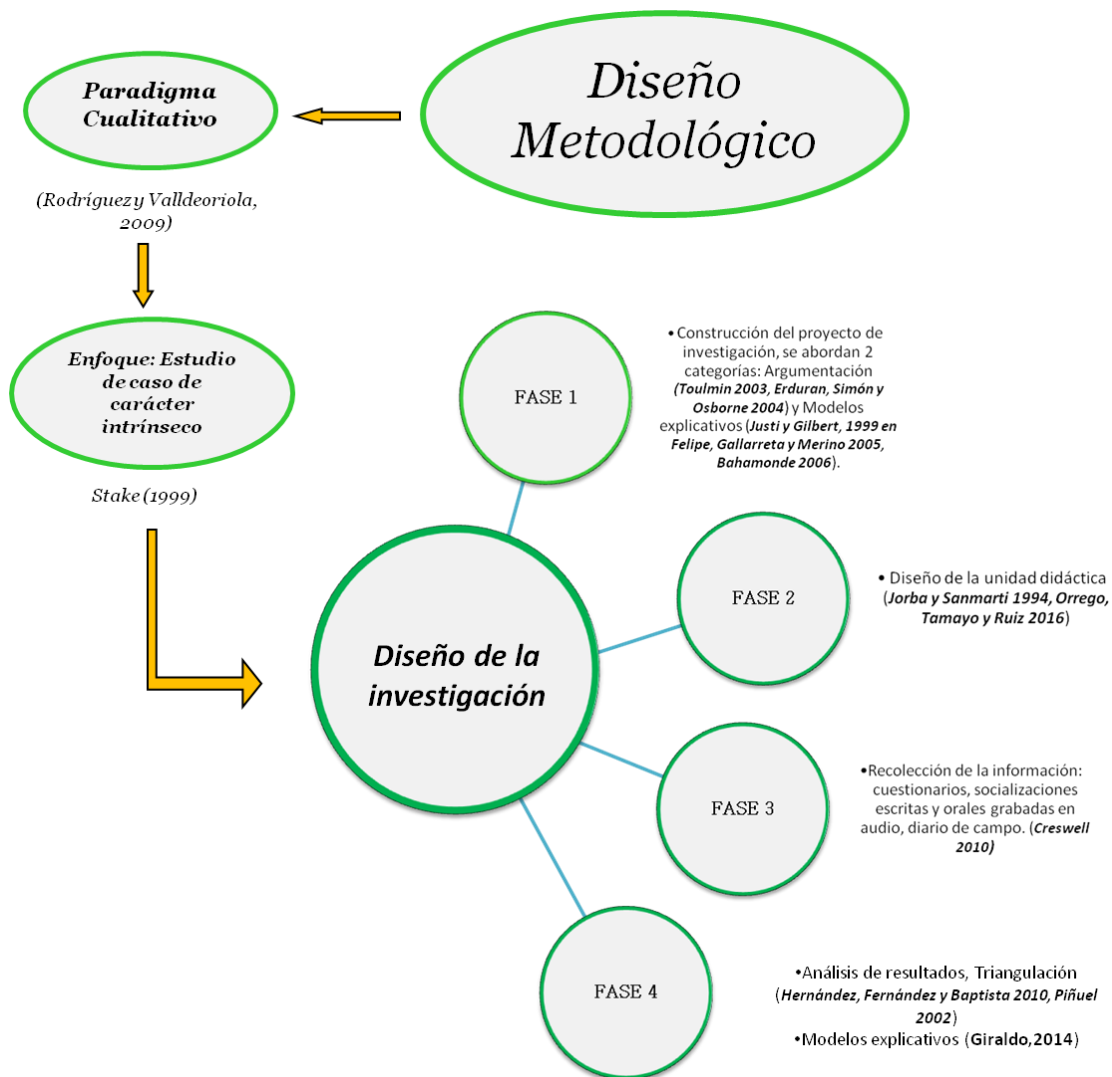 Diseño
Metodológico
Paradigma
Cualitativo
(Rodríguez y Valldeoriola,
2009)
Enfoque: Estudio
de caso de
carácter
intrínseco
Stake (1999)
Diseño de la
investigación
FASE 1
•Construcción del proyecto de
investigación, se abordan 2
categorías: Argumentación
(Toulmin 2003, Erduran, Simón y
Osborne 2004) y Modelos
explicativos (Justi y Gilbert, 1999 en
Felipe, Gallarreta y Merino 2005,
Bahamonde 2006).
FASE 2
• Diseño de la unidad didáctica
(Jorba y Sanmarti 1994, Orrego,
Tamayo y Ruiz 2016)
FASE 3
•Recolección de la información:
cuestionarios, socializaciones
escritas y orales grabadas en
audio, diario de campo. (Creswell
2010)
FASE 4
•Análisis de resultados, Triangulación
(Hernández, Fernández y Baptista 2010, Piñuel
2002)
•Modelos explicativos (Giraldo,2014)